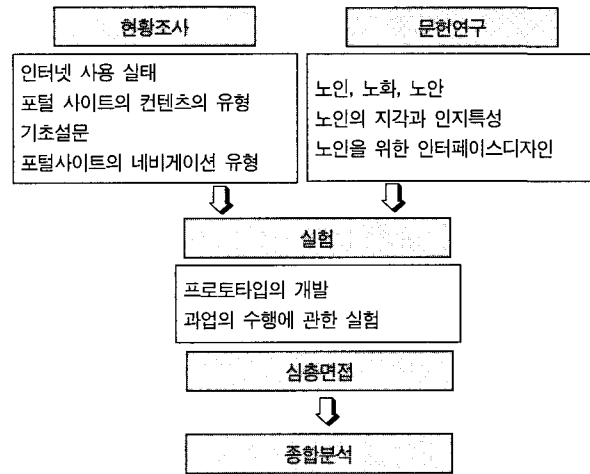 현황조사
인터넷 사용 실태
포털 사이트의 컨텐츠의 유형
기초설문
포털사이트의 네비게이션 유형
문헌연구
노인, 노화, 노안
노인의 지각과 인지특성
노인을 위한 인터페이스디자인
실험
프로토타입의 개발
과업의 수행에 관한 실험
심층면접
종합분석